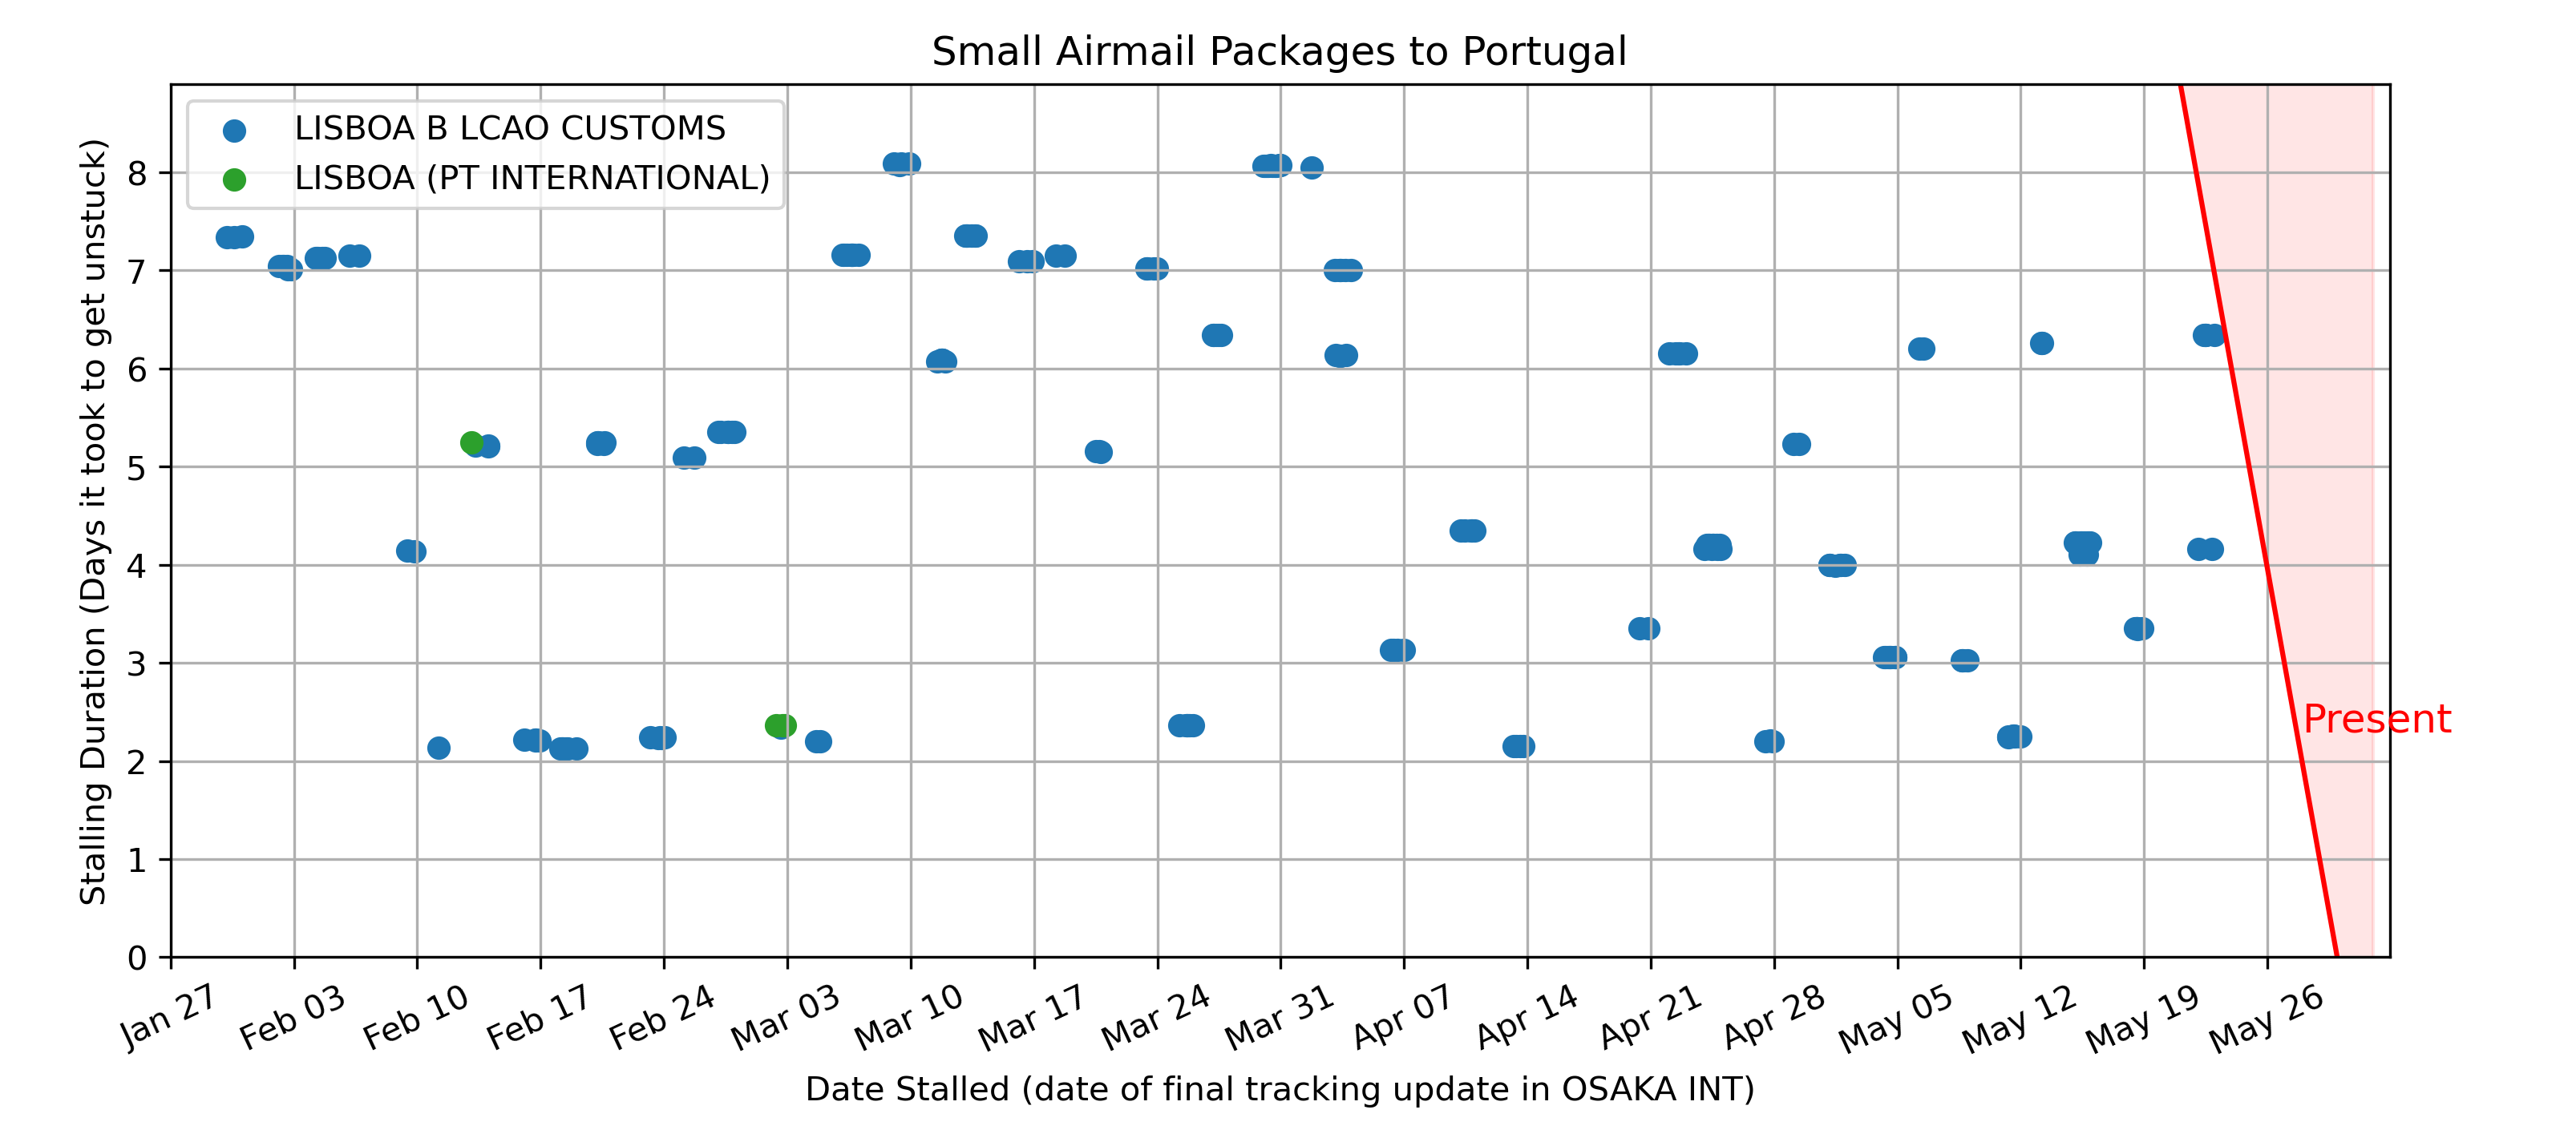 Small Airmail Packages to Portugal
LISBOA B LCAO CUSTOMS
LISBOA (PT INTERNATIONAL)
Stalling Duration (Days it took to get unstuck)
8
7
6
5
4
3
2
1
0
Present
Jan 27
Feb 03
Feb 10
Feb 17
Feb 24
Mar 03
Mar 10
Mar 17
Mar 24
Mar 31
Apr 07
Apr 14
Apr 21
Apr 28
May 05
May 12
May 19
May 26
Date Stalled (date of final tracking update in OSAKA INT)